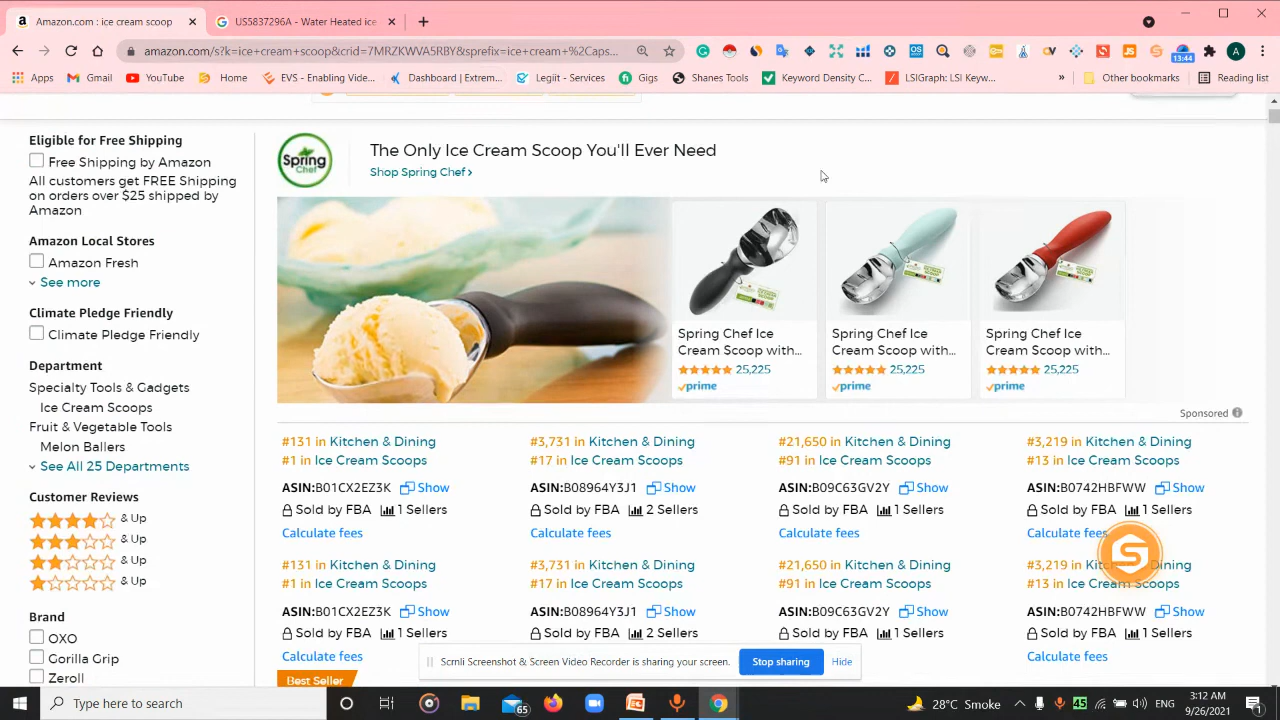 Amazon.com : ice cream scoop
US5837296A - Water Heated ice
amazon.com/s?k=ice+cream+scoop&crid=7MRZKWVA5RBY&sprefix=ice+cream+%2Caps...
13:44
A
Apps
Gmail
YouTube
Home
EVS - Enabling Vide...
Dashboard | Extrem...
Legiit - Services
Gigs
Share - Tools
Keyword Density C...
LSIGraph: LSI Keyw...
Other bookmarks
Reading list
Eligible for Free Shipping
Free Shipping by Amazon
All customers get FREE Shipping
on orders over $25 shipped by
Amazon
Amazon Local Stores
Amazon Fresh
See more
Climate Pledge Friendly
Climate Pledge Friendly
Department
Specialty Tools & Gadgets
Ice Cream Scoops
Fruit & Vegetable Tools
Melon Ballers
See All 25 Departments
Customer Reviews
& Up
& Up
& Up
& Up
Brand
OXO
Gorilla Grip
Zeroll
Spring
Chef
The Only Ice Cream Scoop You'll Ever Need
Shop Spring Chef ›
Spring Chef Ice
Cream Scoop with...
25,225
prime
Spring Chef Ice
Cream Scoop with...
25,225
prime
Spring Chef Ice
Cream Scoop with...
25,225
prime
Sponsored
#131 in Kitchen & Dining
#1 in Ice Cream Scoops
ASIN:B01CX2EZ3K Show
Sold by FBA 1 Sellers
Calculate fees
#3,731 in Kitchen & Dining
#17 in Ice Cream Scoops
ASIN:B08964Y3J1 Show
Sold by FBA 2 Sellers
Calculate fees
#21,650 in Kitchen & Dining
#91 in Ice Cream Scoops
ASIN:B09C63GV2Y Show
Sold by FBA 1 Sellers
Calculate fees
#3,219 in Kitchen & Dining
#13 in Ice Cream Scoops
ASIN:B0742HBFWW Show
Sold by FBA 1 Sellers
Calculate fees
#131 in Kitchen & Dining
#1 in Ice Cream Scoops
ASIN:B01CX2EZ3K Show
Sold by FBA 1 Sellers
Calculate fees
#3,731 in Kitchen & Dining
#17 in Ice Cream Scoops
ASIN:B08964Y3J1 Show
Sold by FBA 2 Sellers
#21,650 in Kitchen & Dining
#91 in Ice Cream Scoops
ASIN:B09C63GV2Y Show
Sold by FBA 1 Sellers
#3,219 in Kitchen & Dining
#13 in Ice Cream Scoops
ASIN:B0742HBFWW Show
Sold by FBA 1 Sellers
Calculate fees
Best Seller
Scrnli Screenshot & Screen Video Recorder is sharing your screen.
Stop sharing
Hide
Type here to search
65
28°C Smoke
45
3:12 AM
9/26/2021
1